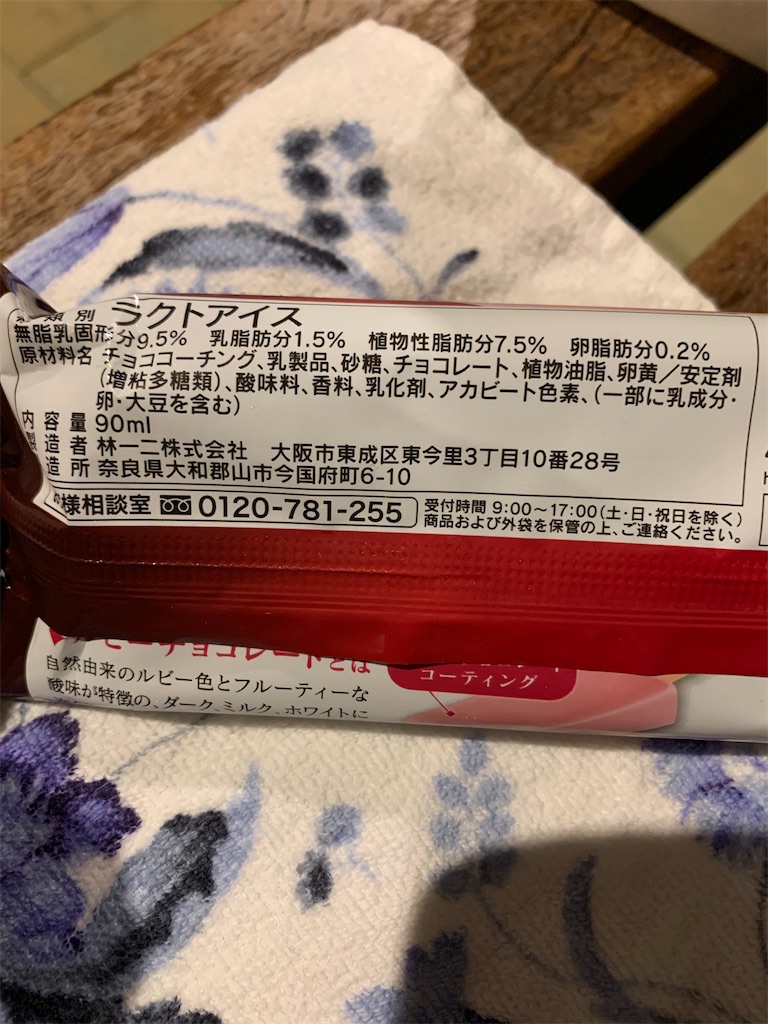 種類別 ラクトアイス
無脂乳固形分9.5% 乳脂肪分1.5% 植物性脂肪分7.5% 卵脂肪分0.2%
原材料名 チョココーチング、乳製品、砂糖、チョコレート、植物油脂、卵黄／安定剤
(増粘多糖類)、酸味料、香料、乳化剤、アカビート色素、(一部に乳成分・
卵・大豆を含む)
内容量 90ml
製造者 林一二株式会社 大阪市東成区東今里3丁目10番28号
造所 奈良県大和郡山市今国府町6-10
様相談室 0120-781-255 受付時間 9:00〜17:00(土・日・祝日を除く)
商品および外袋を保管の上、ご連絡ください。
ルビーチョコレートとは
コーティング
自然由来のルビー色とフルーティーな
酸味が特徴の、ダーク、ミルク、ホワイトに